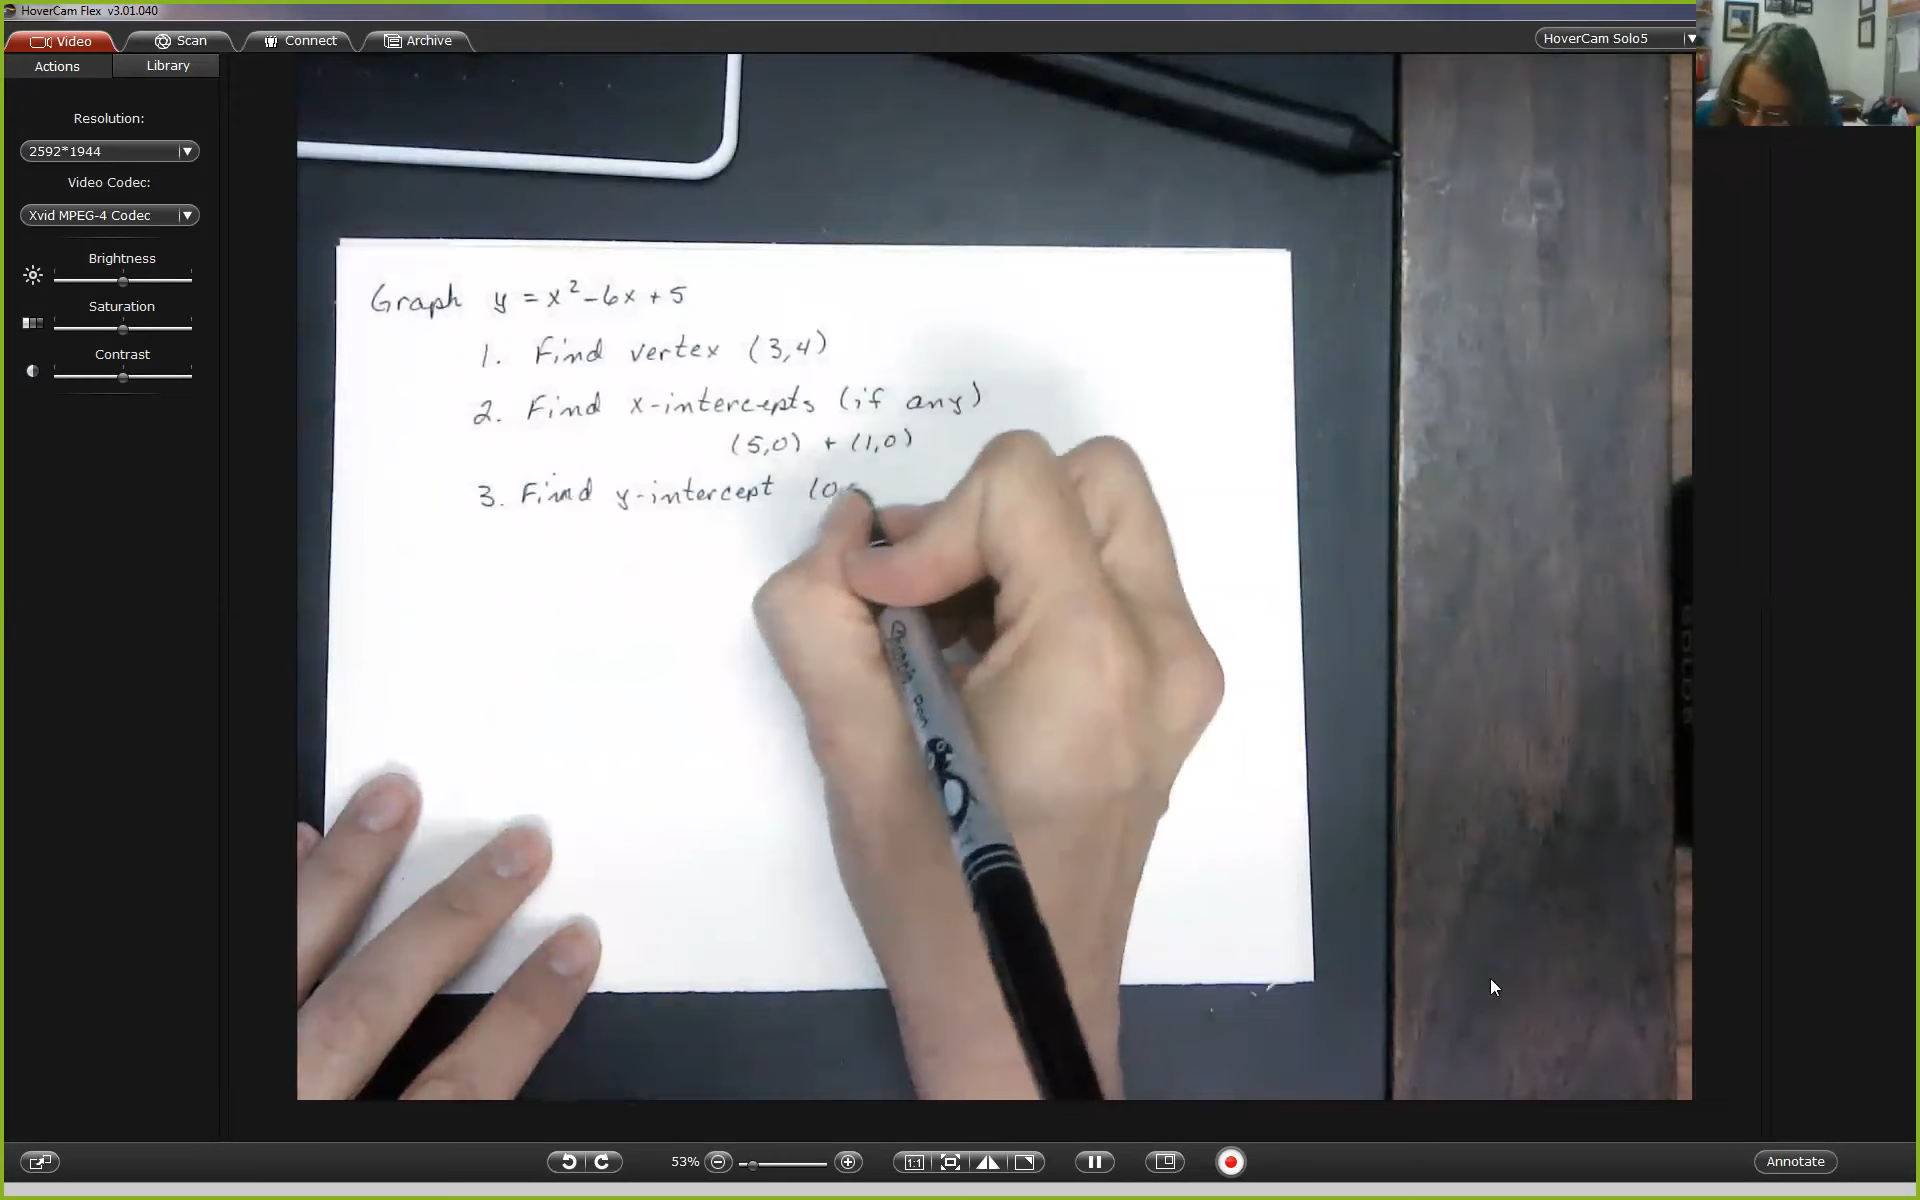 HoverCam Flex v3.01.040
Video Scan Connect Archive HoverCam Solo5
Actions Library
Resolution:
2592*1944
Video Codec:
Xvid MPEG-4 Codec
Brightness
Saturation
Contrast
Graph y = x² - 6x + 5
1. Find vertex (3,4)
2. Find x-intercepts (if any)
(5,0) + (1,0)
3. Find y-intercept (0
53% 1:1 Annotate